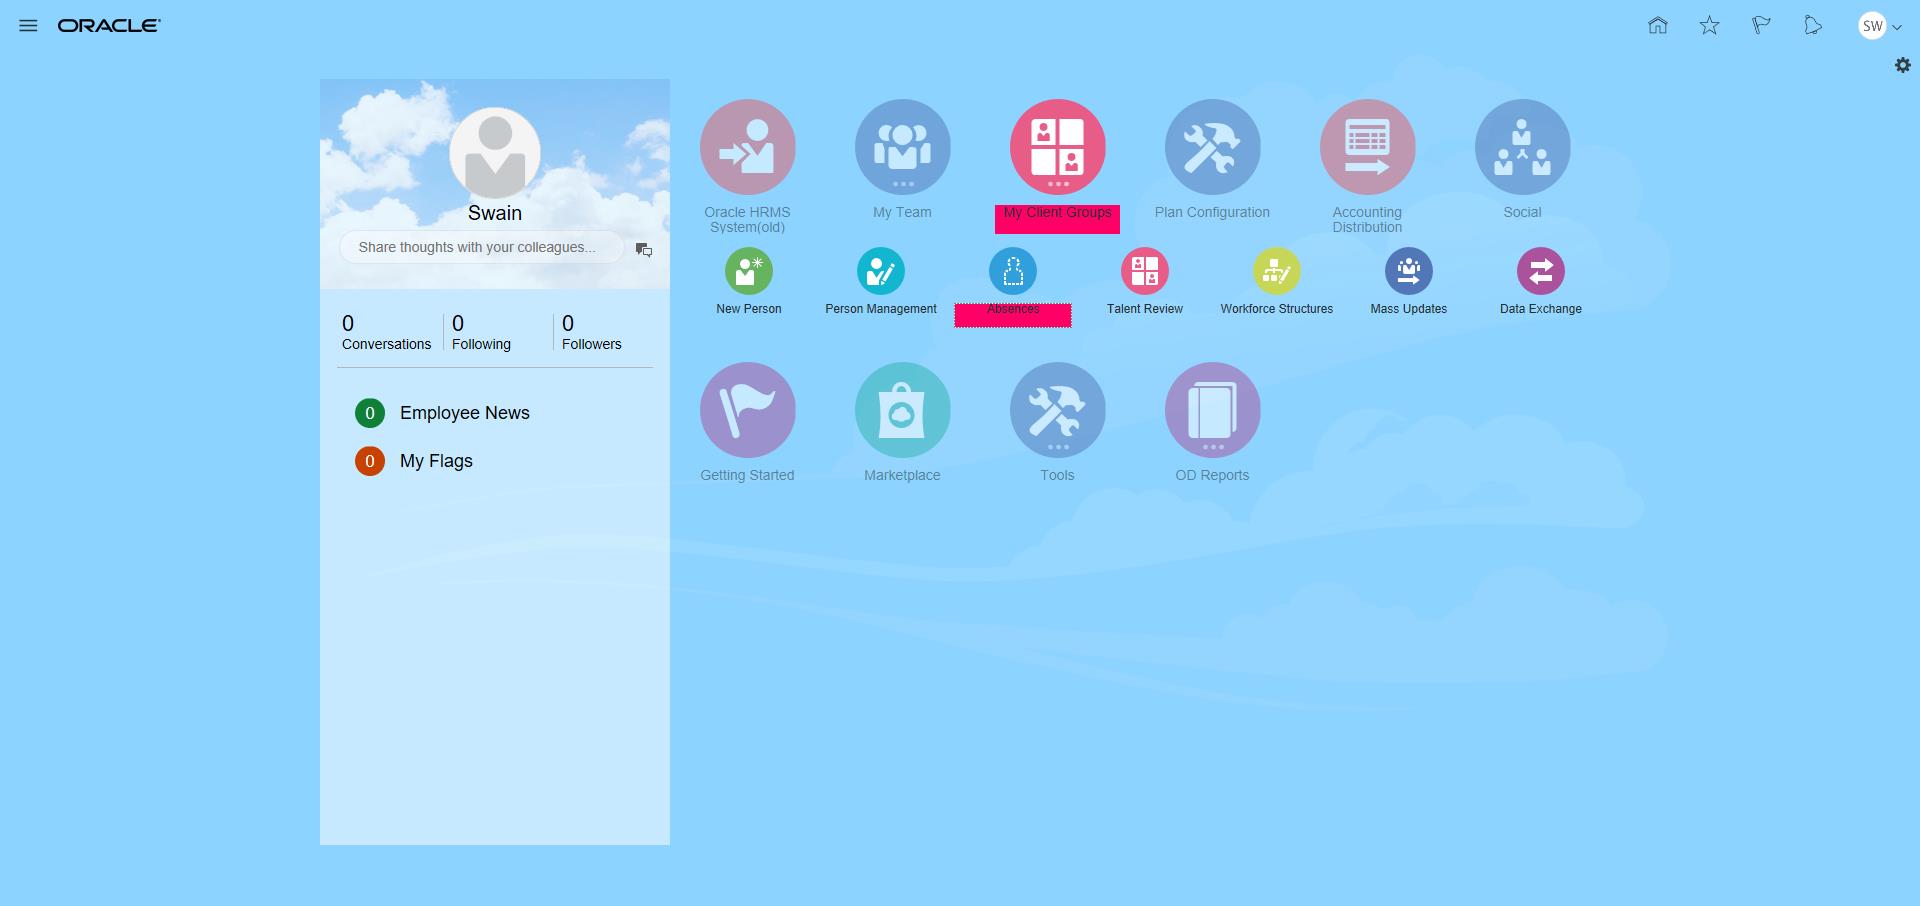 ORACLE
SW
Swain
Share thoughts with your colleagues...
0
Conversations
0
Following
0
Followers
0 Employee News
0 My Flags
Oracle HRMS
System(old)
My Team
My Client Groups
Plan Configuration
Accounting
Distribution
Social
New Person
Person Management
Absences
Talent Review
Workforce Structures
Mass Updates
Data Exchange
Getting Started
Marketplace
Tools
OD Reports